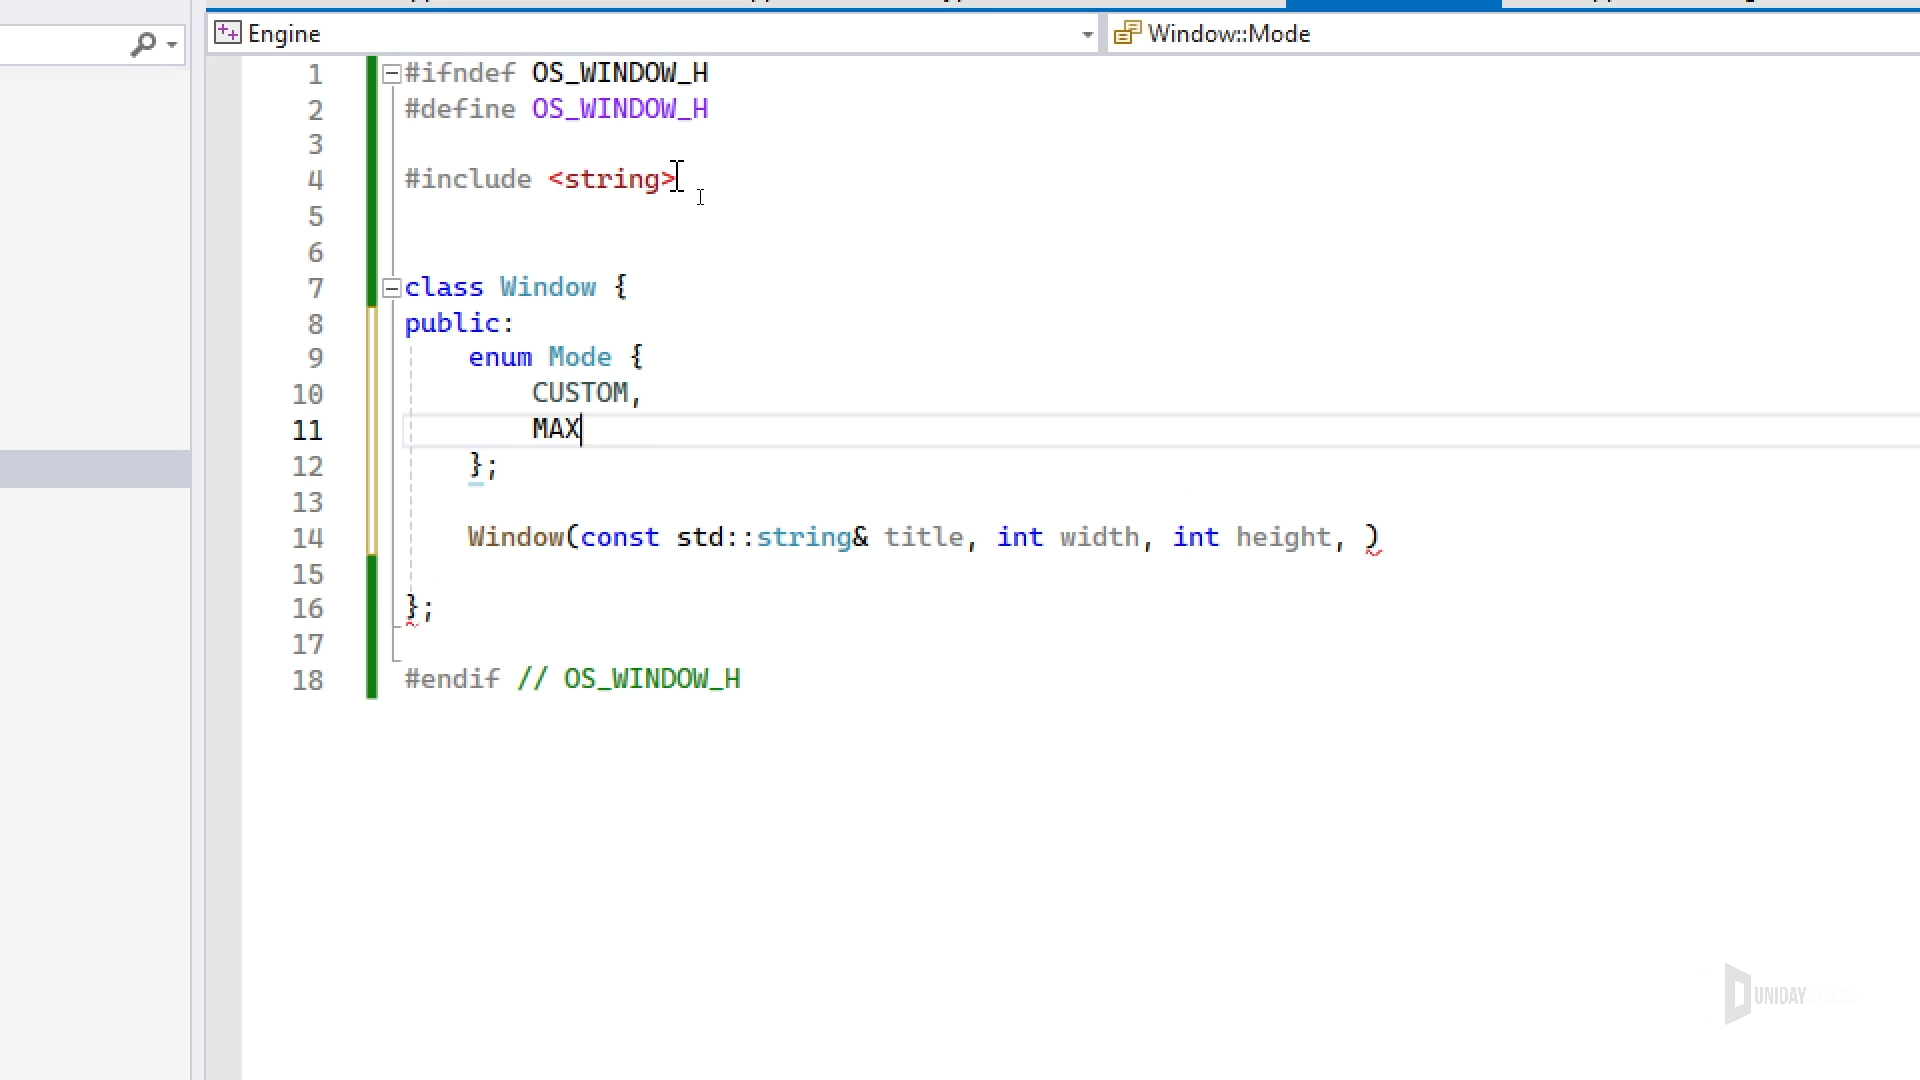 Engine
Window::Mode
1 #ifndef OS_WINDOW_H
2 #define OS_WINDOW_H
3
4 #include <string>
5
6
7 class Window {
8 public:
9 enum Mode {
10 CUSTOM,
11 MAX
12 };
13
14 Window(const std::string& title, int width, int height, )
15
16 };
17
18 #endif // OS_WINDOW_H
UNIDAY